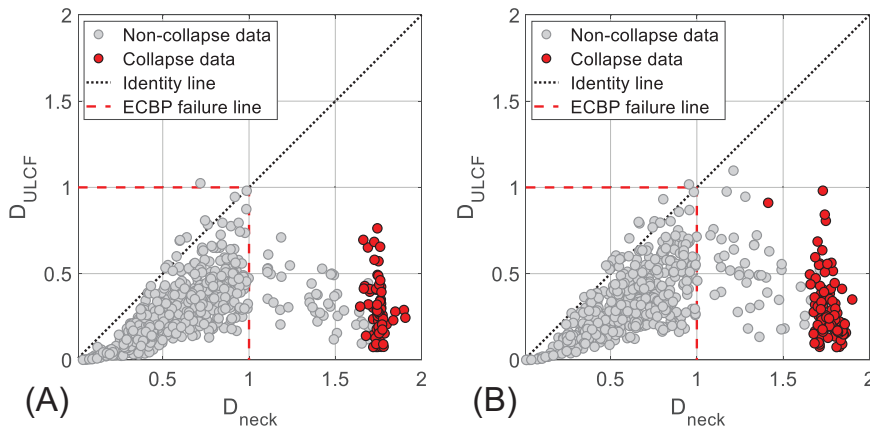 2
1.5
1
0.5
0
D_ULCF
Non-collapse data
Collapse data
Identity line
ECBP failure line
0.5
1
1.5
2
(A)
D_neck
2
1.5
1
0.5
0
D_ULCF
Non-collapse data
Collapse data
Identity line
ECBP failure line
0.5
1
1.5
2
(B)
D_neck